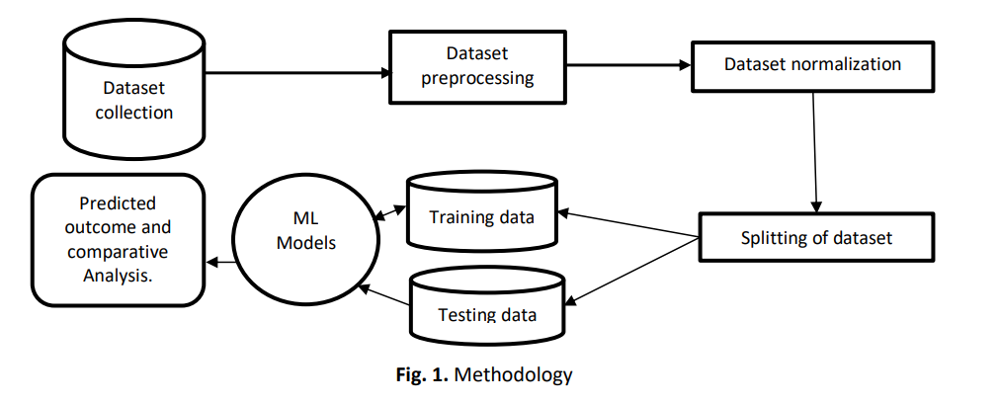 Dataset
collection
Dataset
preprocessing
Dataset normalization
Predicted
outcome and
comparative
Analysis.
ML
Models
Training data
Splitting of dataset
Testing data
Fig. 1. Methodology